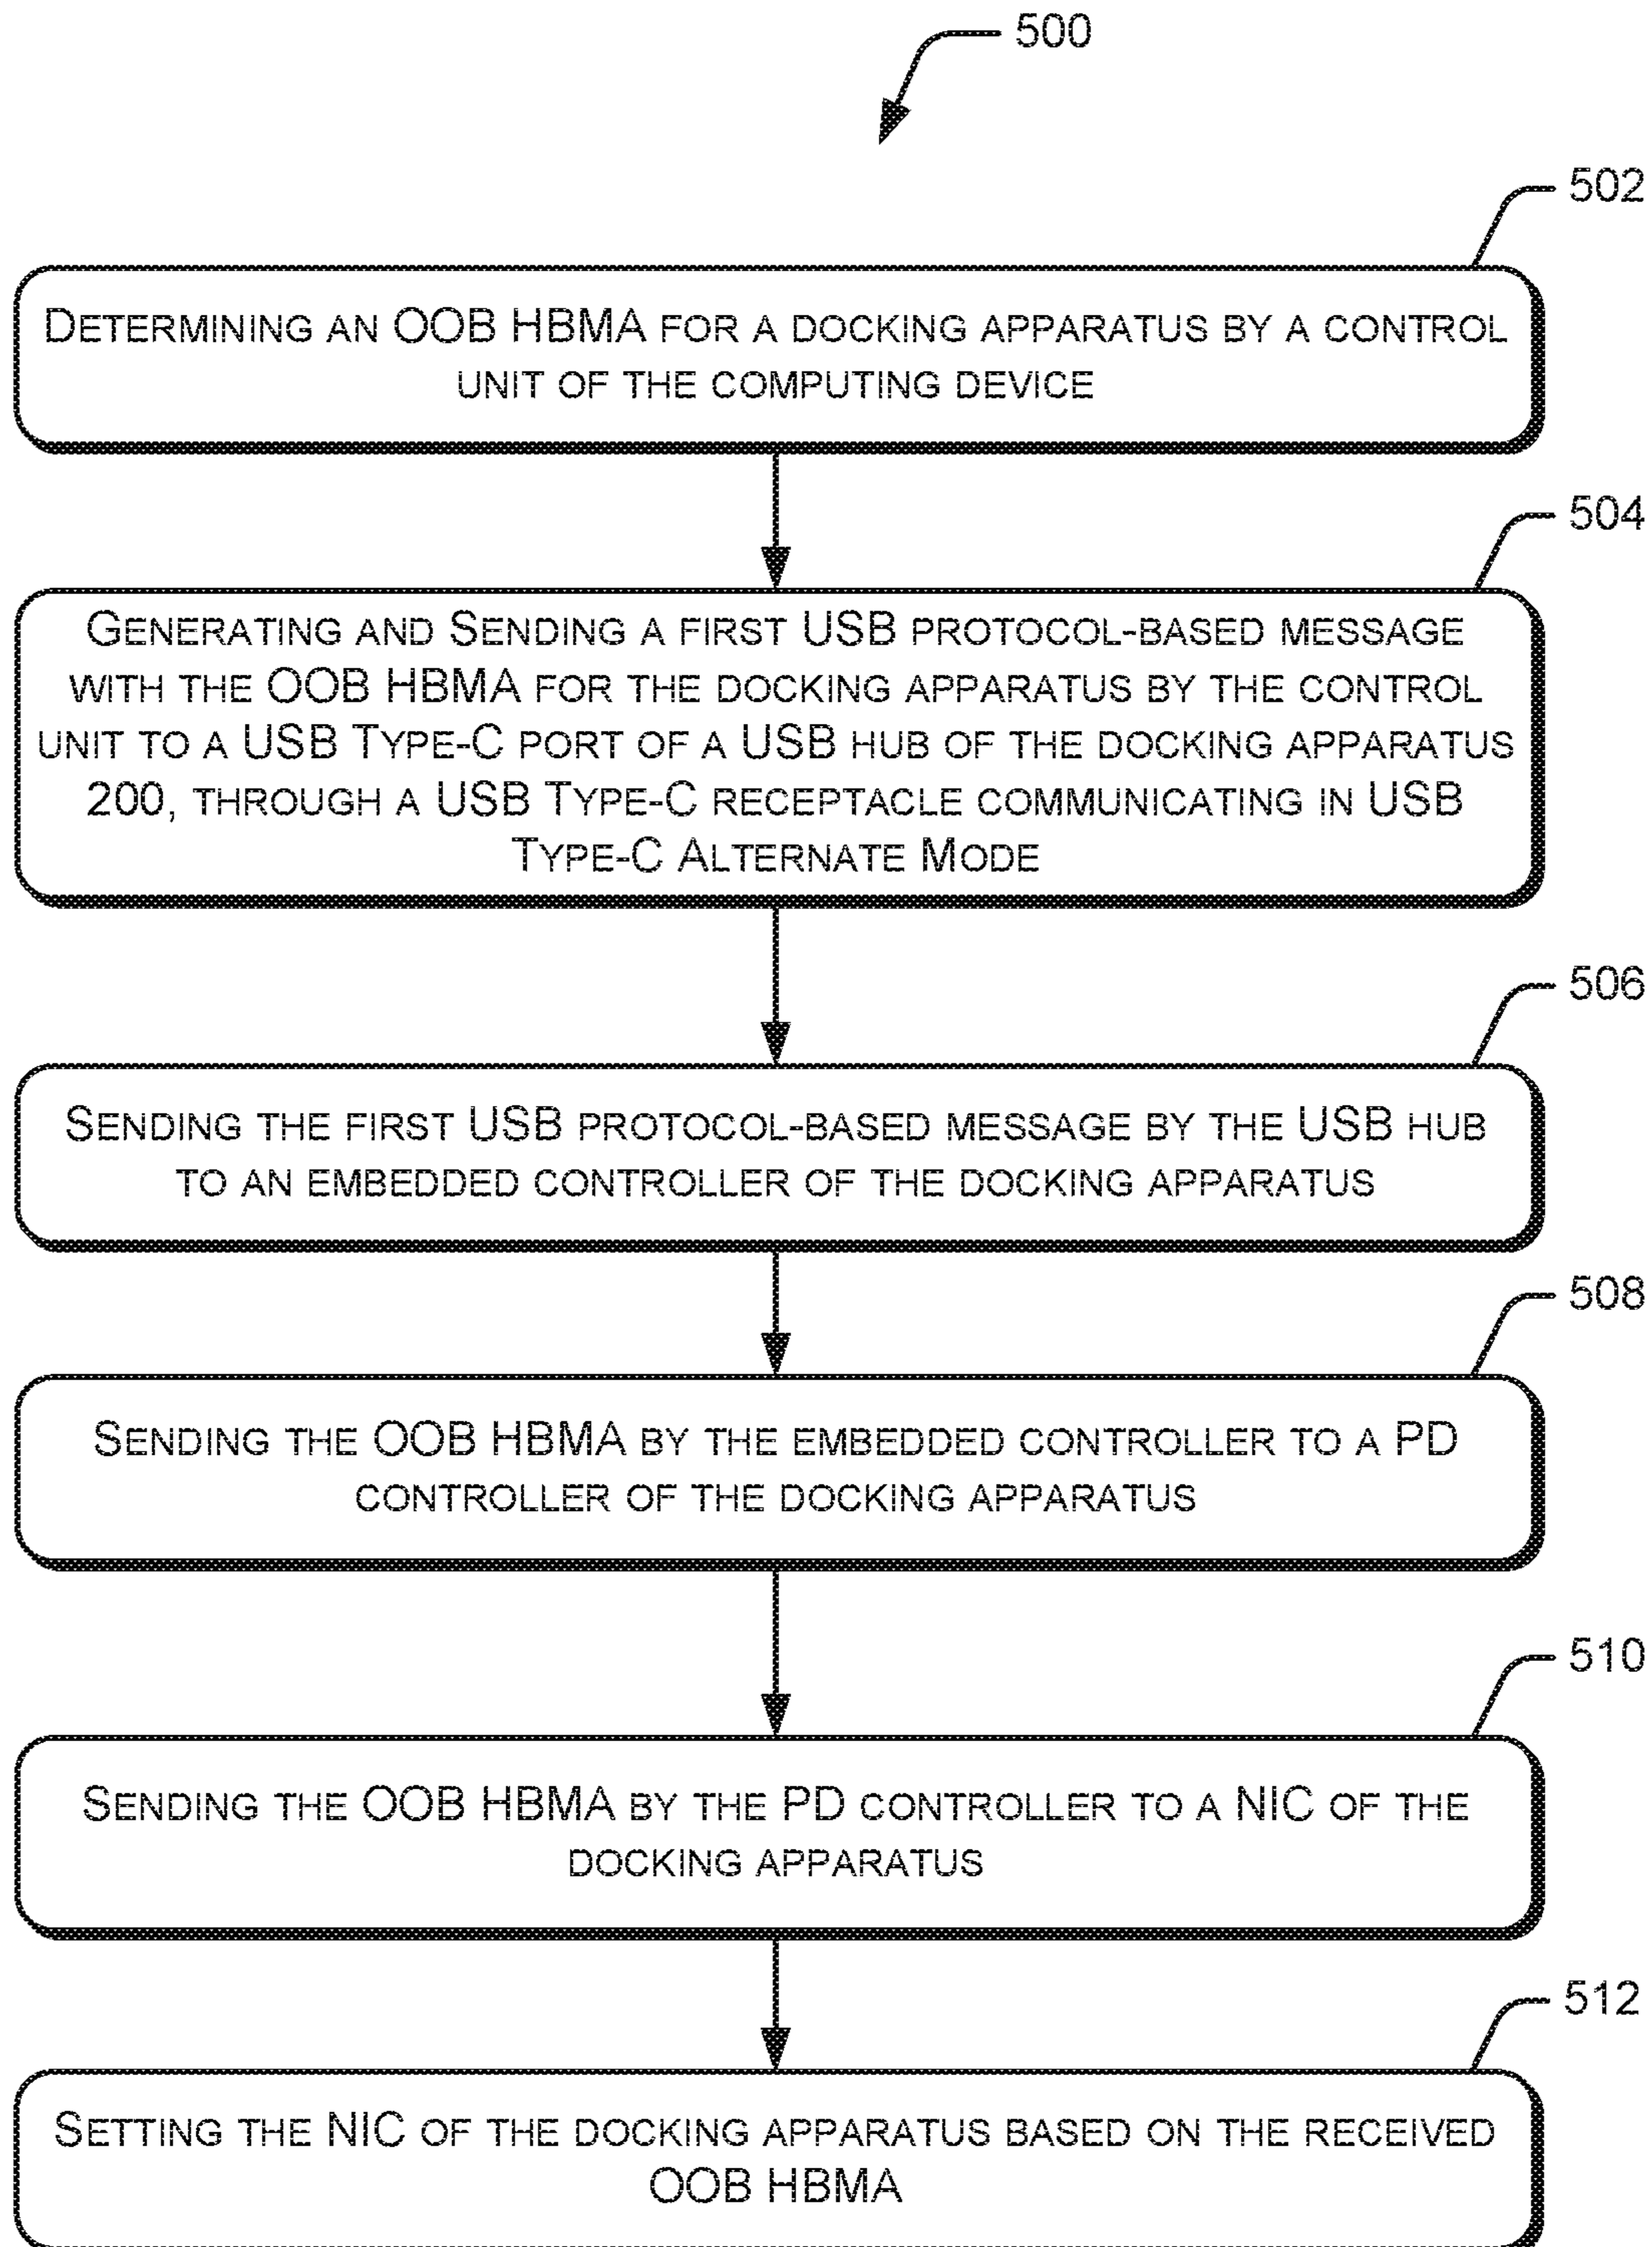 500
502
DETERMINING AN OOB HBMA FOR A DOCKING APPARATUS BY A CONTROL
UNIT OF THE COMPUTING DEVICE
504
GENERATING AND SENDING A FIRST USB PROTOCOL-BASED MESSAGE
WITH THE OOB HBMA FOR THE DOCKING APPARATUS BY THE CONTROL
UNIT TO A USB TYPE-C PORT OF A USB HUB OF THE DOCKING APPARATUS
200, THROUGH A USB TYPE-C RECEPTACLE COMMUNICATING IN USB
TYPE-C ALTERNATE MODE
506
SENDING THE FIRST USB PROTOCOL-BASED MESSAGE BY THE USB HUB
TO AN EMBEDDED CONTROLLER OF THE DOCKING APPARATUS
508
SENDING THE OOB HBMA BY THE EMBEDDED CONTROLLER TO A PD
CONTROLLER OF THE DOCKING APPARATUS
510
SENDING THE OOB HBMA BY THE PD CONTROLLER TO A NIC OF THE
DOCKING APPARATUS
512
SETTING THE NIC OF THE DOCKING APPARATUS BASED ON THE RECEIVED
OOB HBMA